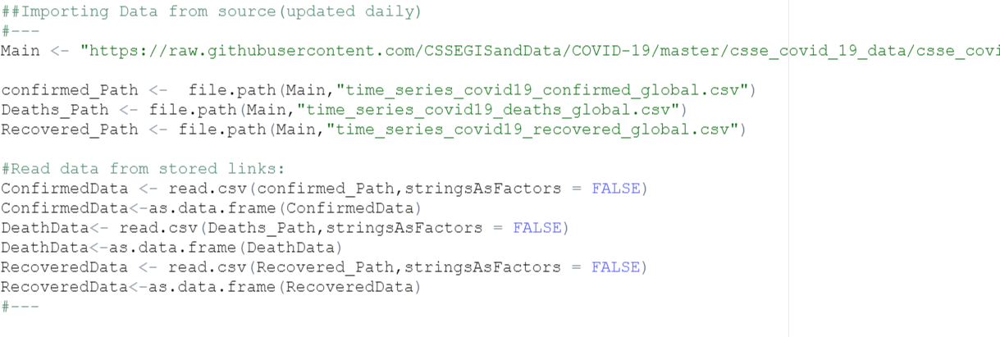 ##Importing Data from source(updated daily)
#---
Main <- "https://raw.githubusercontent.com/CSSEGISandData/COVID-19/master/csse_covid_19_data/csse_covi
confirmed_Path <-  file.path(Main,"time_series_covid19_confirmed_global.csv")
Deaths_Path <- file.path(Main,"time_series_covid19_deaths_global.csv")
Recovered_Path <- file.path(Main,"time_series_covid19_recovered_global.csv")
#Read data from stored links:
ConfirmedData <- read.csv(confirmed_Path,stringsAsFactors = FALSE)
ConfirmedData<-as.data.frame(ConfirmedData)
DeathData<- read.csv(Deaths_Path,stringsAsFactors = FALSE)
DeathData<-as.data.frame(DeathData)
RecoveredData <- read.csv(Recovered_Path,stringsAsFactors = FALSE)
RecoveredData<-as.data.frame(RecoveredData)
#---